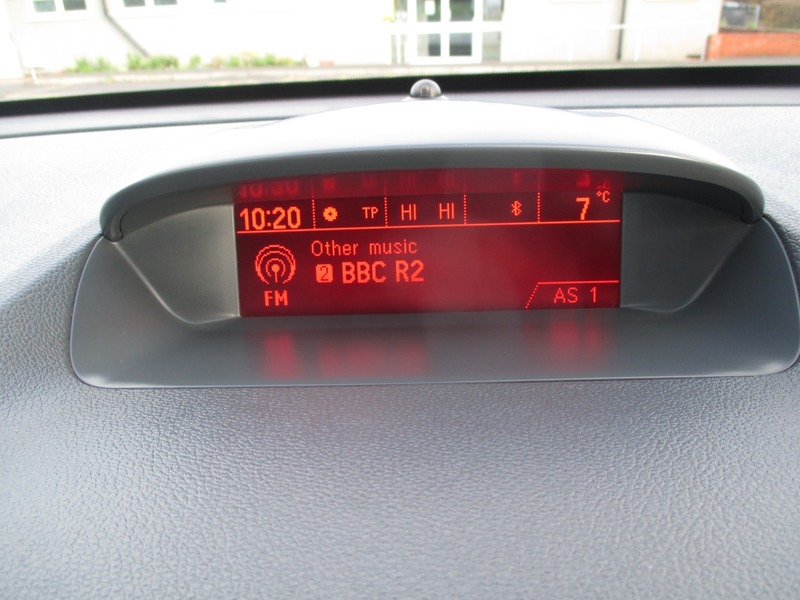 10:20 TP HI HI 7 °C
Other music
2 BBC R2
FM
AS 1